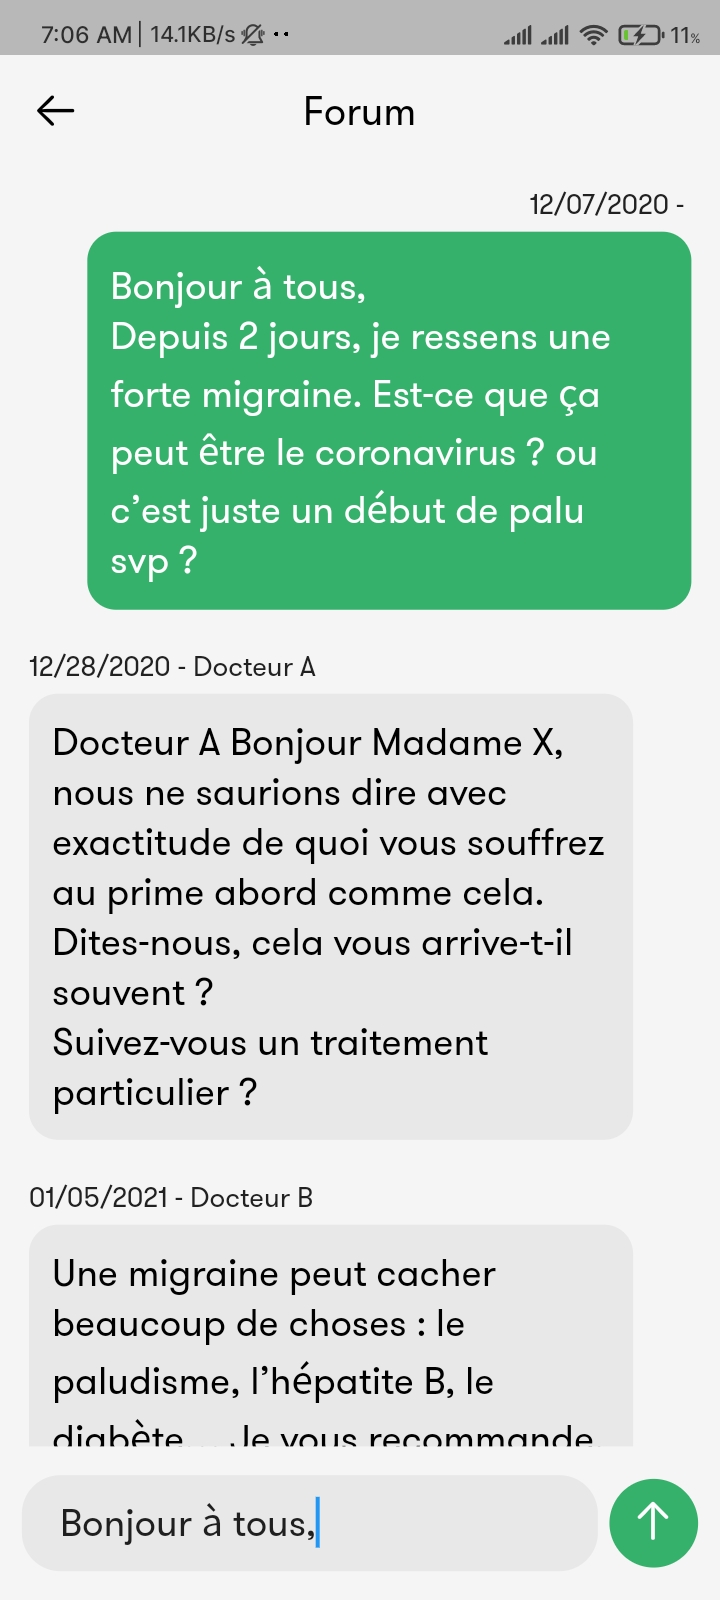 7:06 AM| 14.1KB/s 11%
Forum
12/07/2020 -
Bonjour à tous,
Depuis 2 jours, je ressens une
forte migraine. Est-ce que ça
peut être le coronavirus ? ou
c’est juste un début de palu
svp ?
12/28/2020 - Docteur A
Docteur A Bonjour Madame X,
nous ne saurions dire avec
exactitude de quoi vous souffrez
au prime abord comme cela.
Dites-nous, cela vous arrive-t-il
souvent ?
Suivez-vous un traitement
particulier ?
01/05/2021 - Docteur B
Une migraine peut cacher
beaucoup de choses : le
paludisme, l’hépatite B, le
diabète... Je vous recommande
Bonjour à tous,